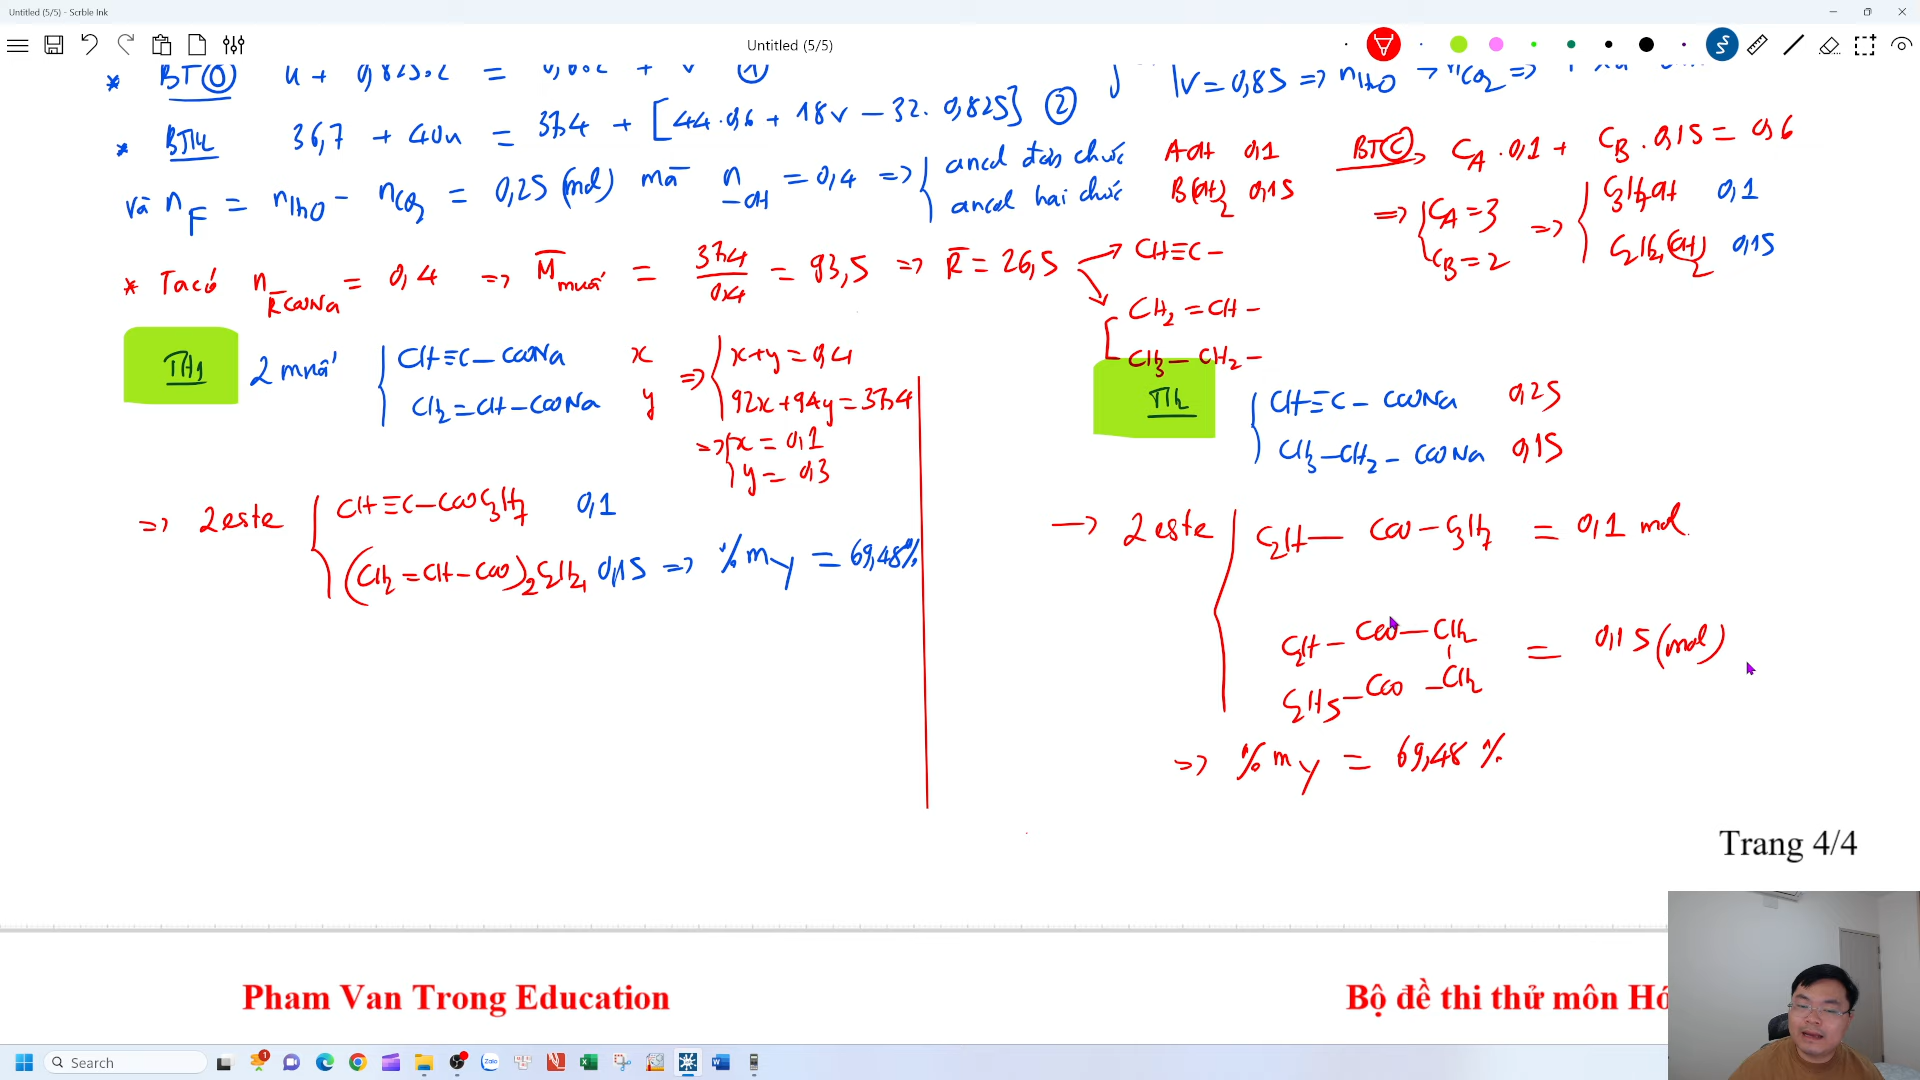 Untitled (5/5) - Scrble Ink
Untitled (5/5)
* BT(O) u + 0,825.2 = 0,6.2 + v (1)
v = 0,85 => nH2O > nCO2 =>
* BTKL 36,7 + 40u = 37,4 + [44.0,6 + 18v - 32.0,825] (2)
và nF = nH2O - nCO2 = 0,25 (mol) mà n-OH = 0,4 => { ancol đơn chức AOH 0,1
ancol hai chức B(OH)2 0,15
BT(C) CA.0,1 + CB.0,15 = 0,6
=> { CA = 3
CB = 2
=> { C3H7OH 0,1
C2H4(OH)2 0,15
* Ta có nRCOONa = 0,4 => Mmuối = 37,4/0,4 = 93,5 => R = 26,5
CH≡C-
CH2=CH-
CH3-CH2-
TH1 2 muối { CH≡C-COONa x
CH2=CH-COONa y
=> { x+y = 0,4
92x+94y = 37,4
=> { x = 0,1
y = 0,3
=> 2 este { CH≡C-COOC3H7 0,1
(CH2=CH-COO)2C2H4 0,15 => %mY = 69,48%
TH2 { CH≡C-COONa 0,25
CH3-CH2-COONa 0,15
-> 2 este { C2H-COO-C3H7 = 0,1 mol
C2H-COO-CH2
C2H5-COO-CH2 = 0,15 (mol)
=> %mY = 69,48 %
Trang 4/4
Pham Van Trong Education
Bộ đề thi thử môn Hó
Search